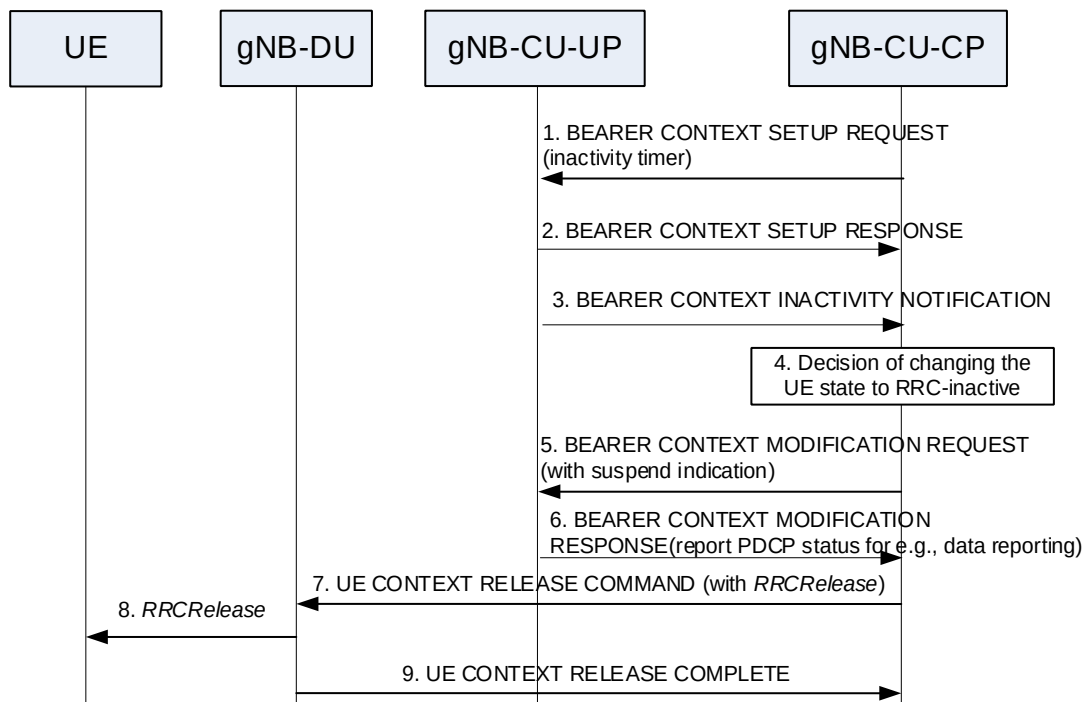 UE
gNB-DU
gNB-CU-UP
gNB-CU-CP
1. BEARER CONTEXT SETUP REQUEST
(inactivity timer)
2. BEARER CONTEXT SETUP RESPONSE
3. BEARER CONTEXT INACTIVITY NOTIFICATION
4. Decision of changing the
UE state to RRC-inactive
5. BEARER CONTEXT MODIFICATION REQUEST
(with suspend indication)
6. BEARER CONTEXT MODIFICATION
RESPONSE(report PDCP status for e.g., data reporting)
7. UE CONTEXT RELEASE COMMAND (with RRCRelease)
8. RRCRelease
9. UE CONTEXT RELEASE COMPLETE